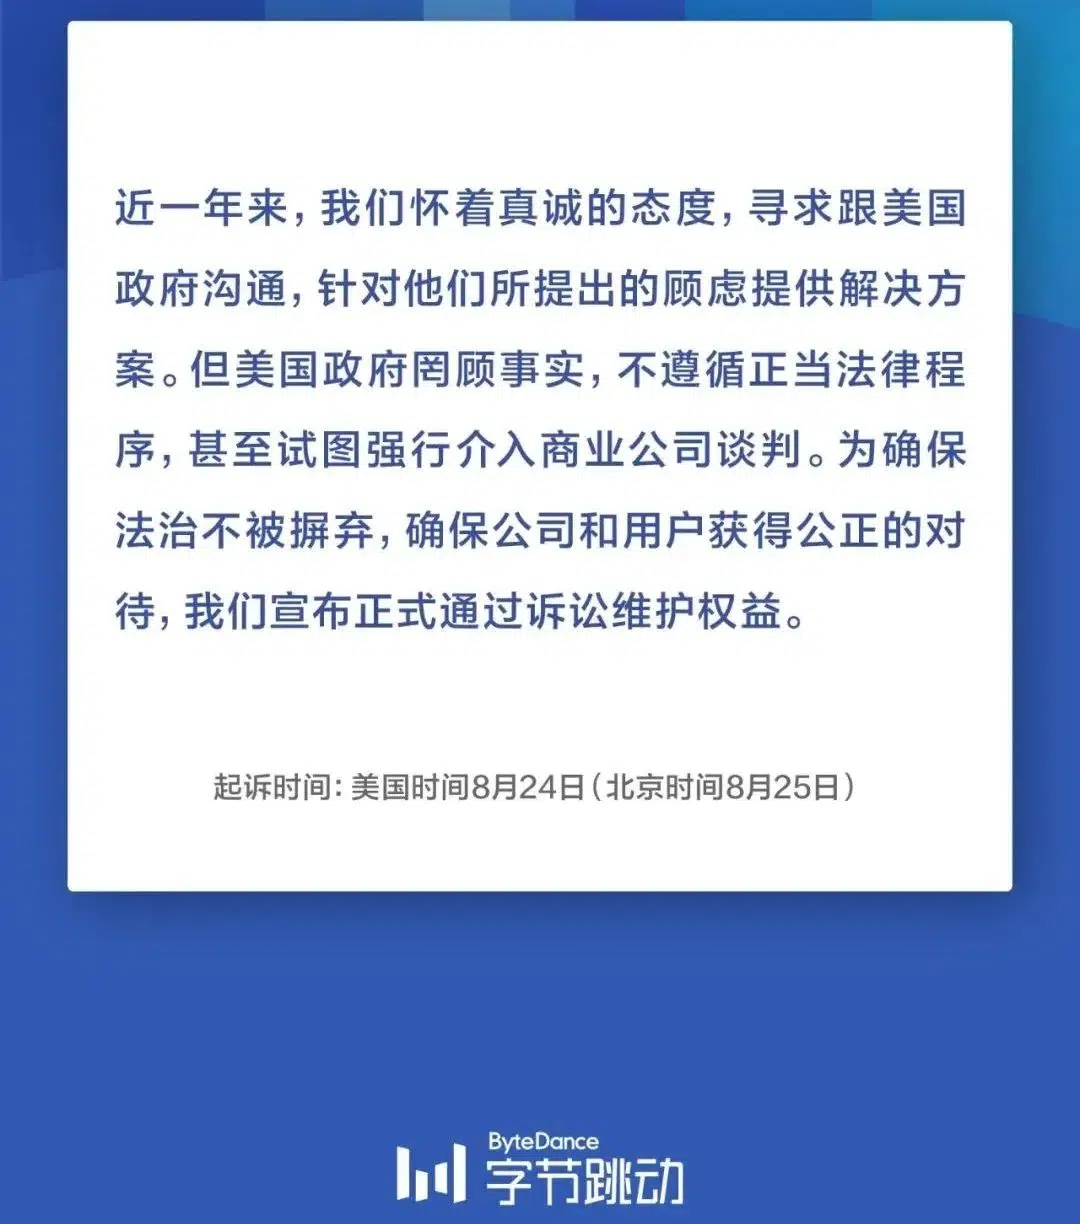 近一年来，我们怀着真诚的态度，寻求跟美国
政府沟通，针对他们所提出的顾虑提供解决方
案。但美国政府罔顾事实，不遵循正当法律程
序，甚至试图强行介入商业公司谈判。为确保
法治不被摒弃，确保公司和用户获得公正的对
待，我们宣布正式通过诉讼维护权益。
起诉时间：美国时间8月24日（北京时间8月25日）
ByteDance
字节跳动